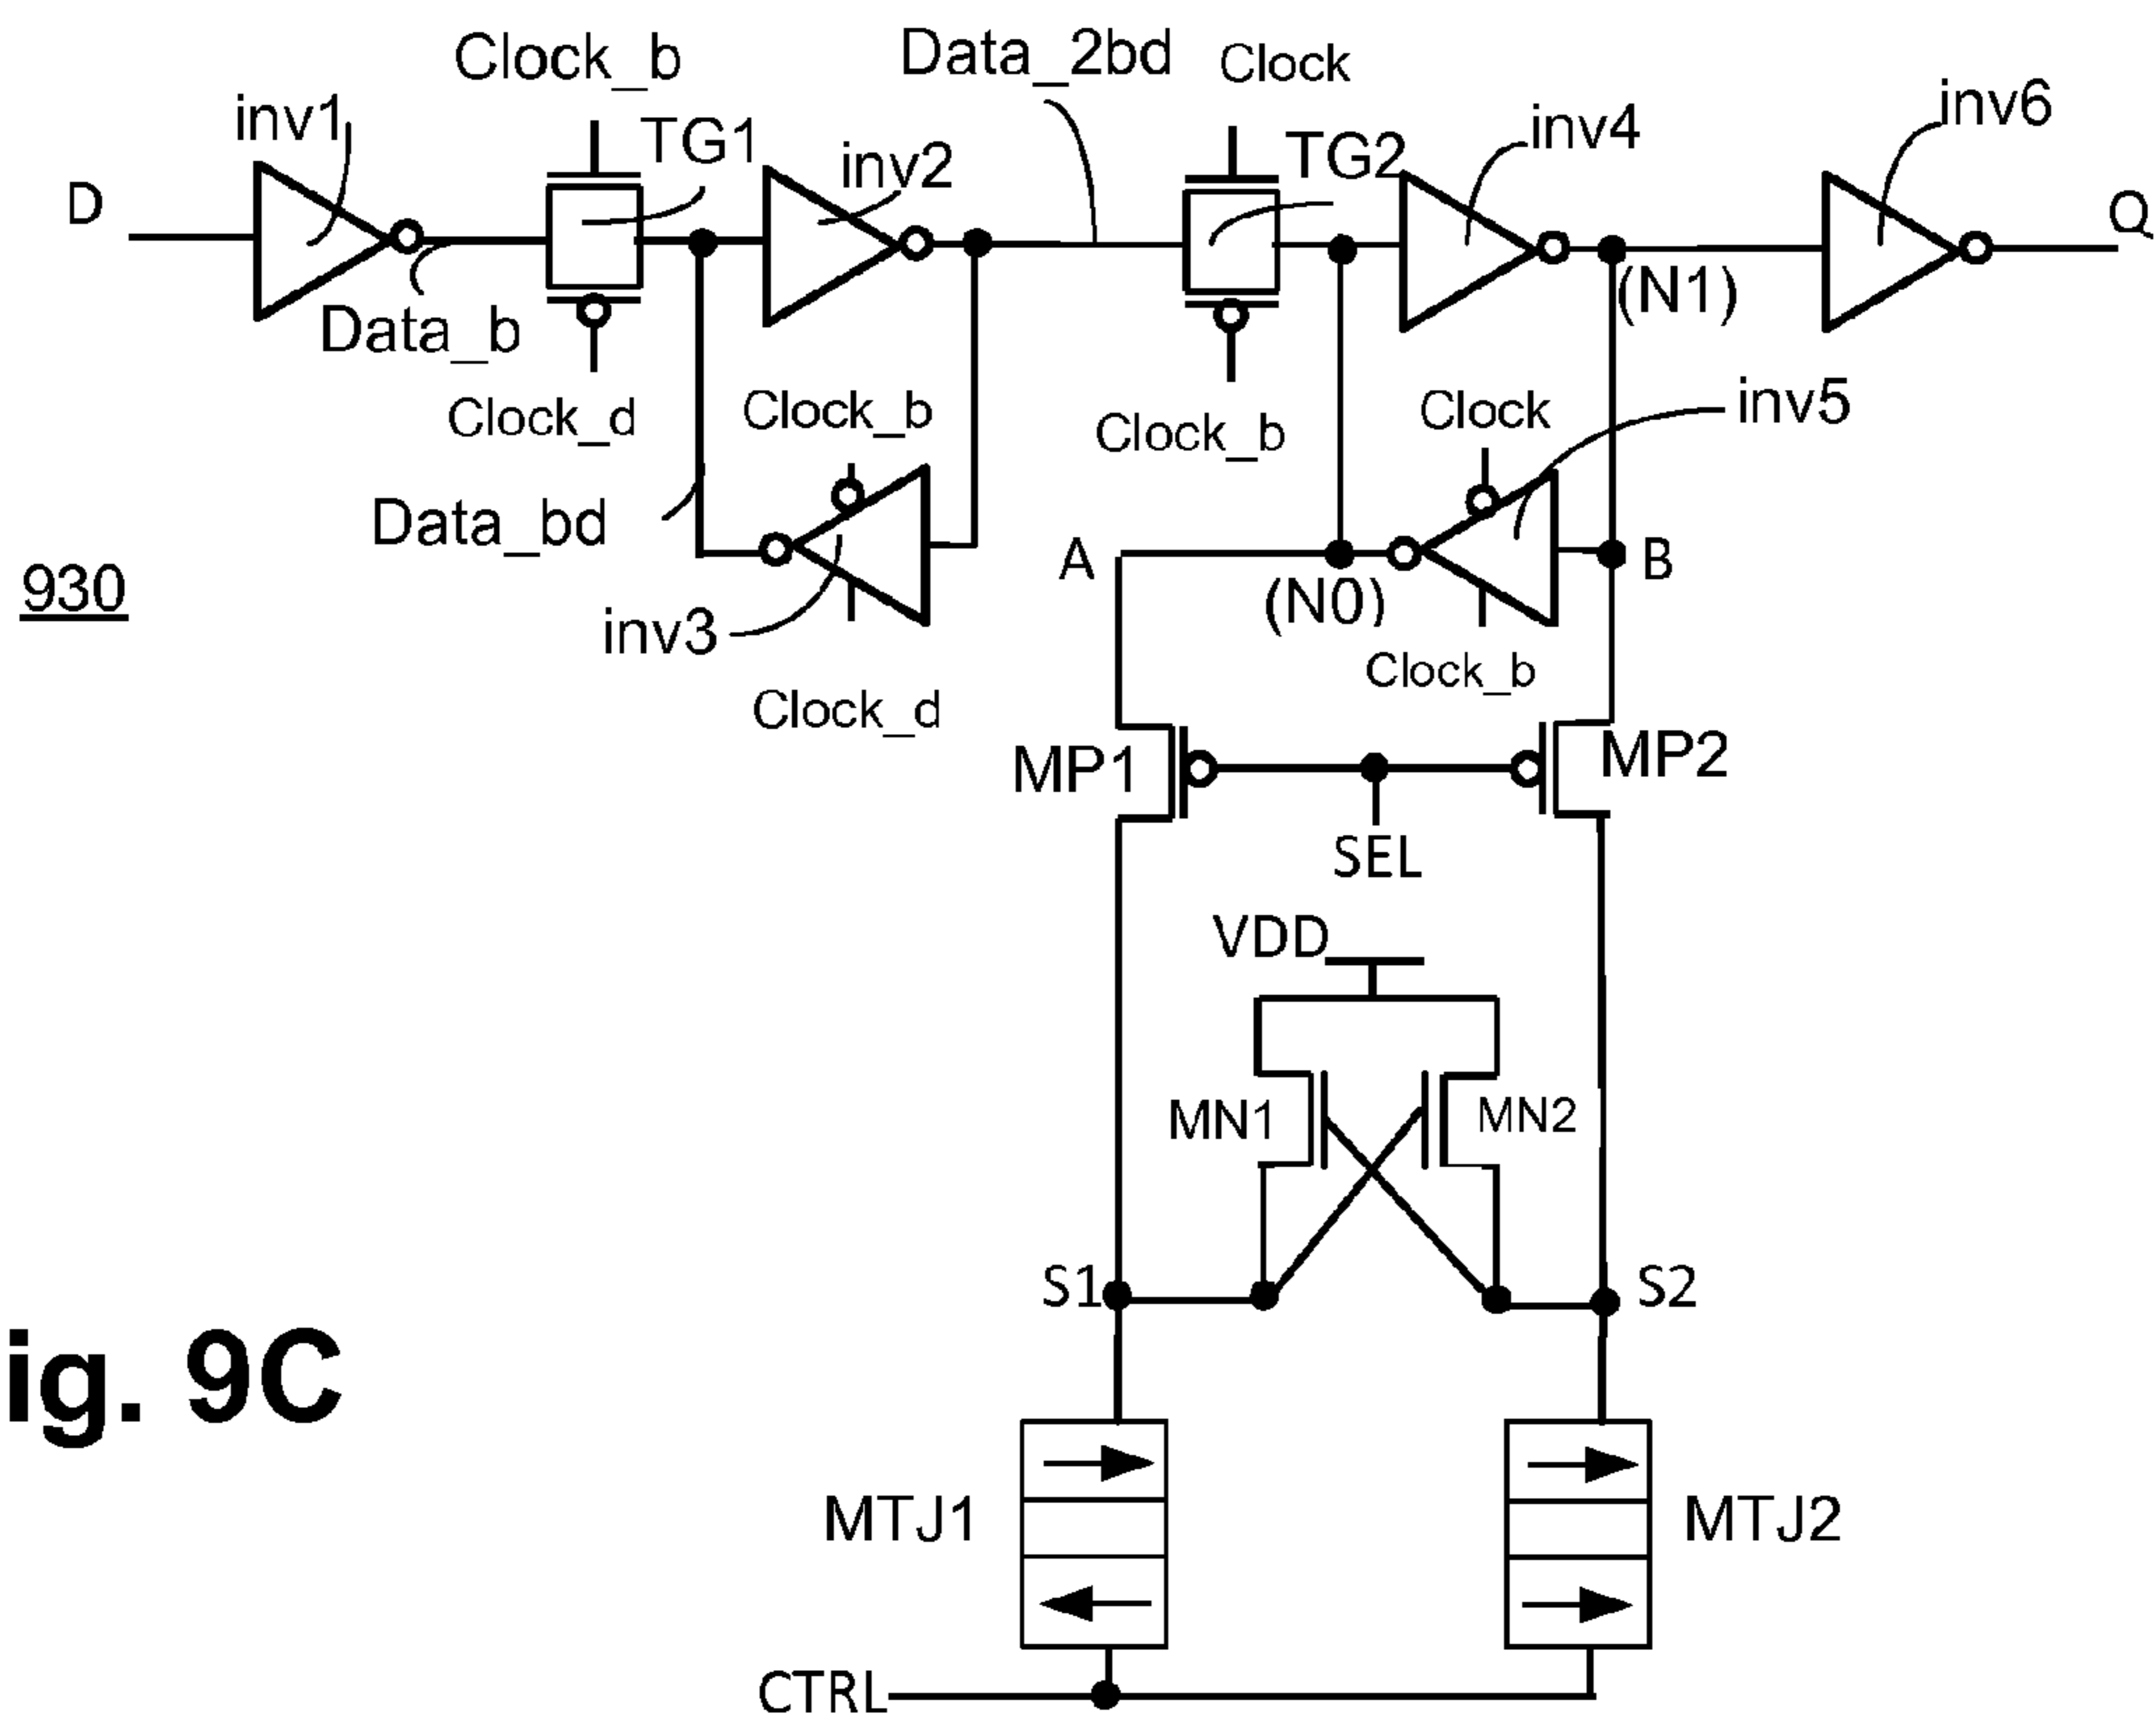 Clock_b
Data_2bd
Clock
inv1
TG1
inv2
TG2
inv4
inv6
D
Q
Data_b
(N1)
Clock_d
Clock_b
Clock_b
Clock
inv5
Data_bd
A
B
930
(N0)
inv3
Clock_b
Clock_d
MP1
MP2
SEL
VDD
MN1
MN2
S1
S2
ig. 9C
MTJ1
MTJ2
CTRL